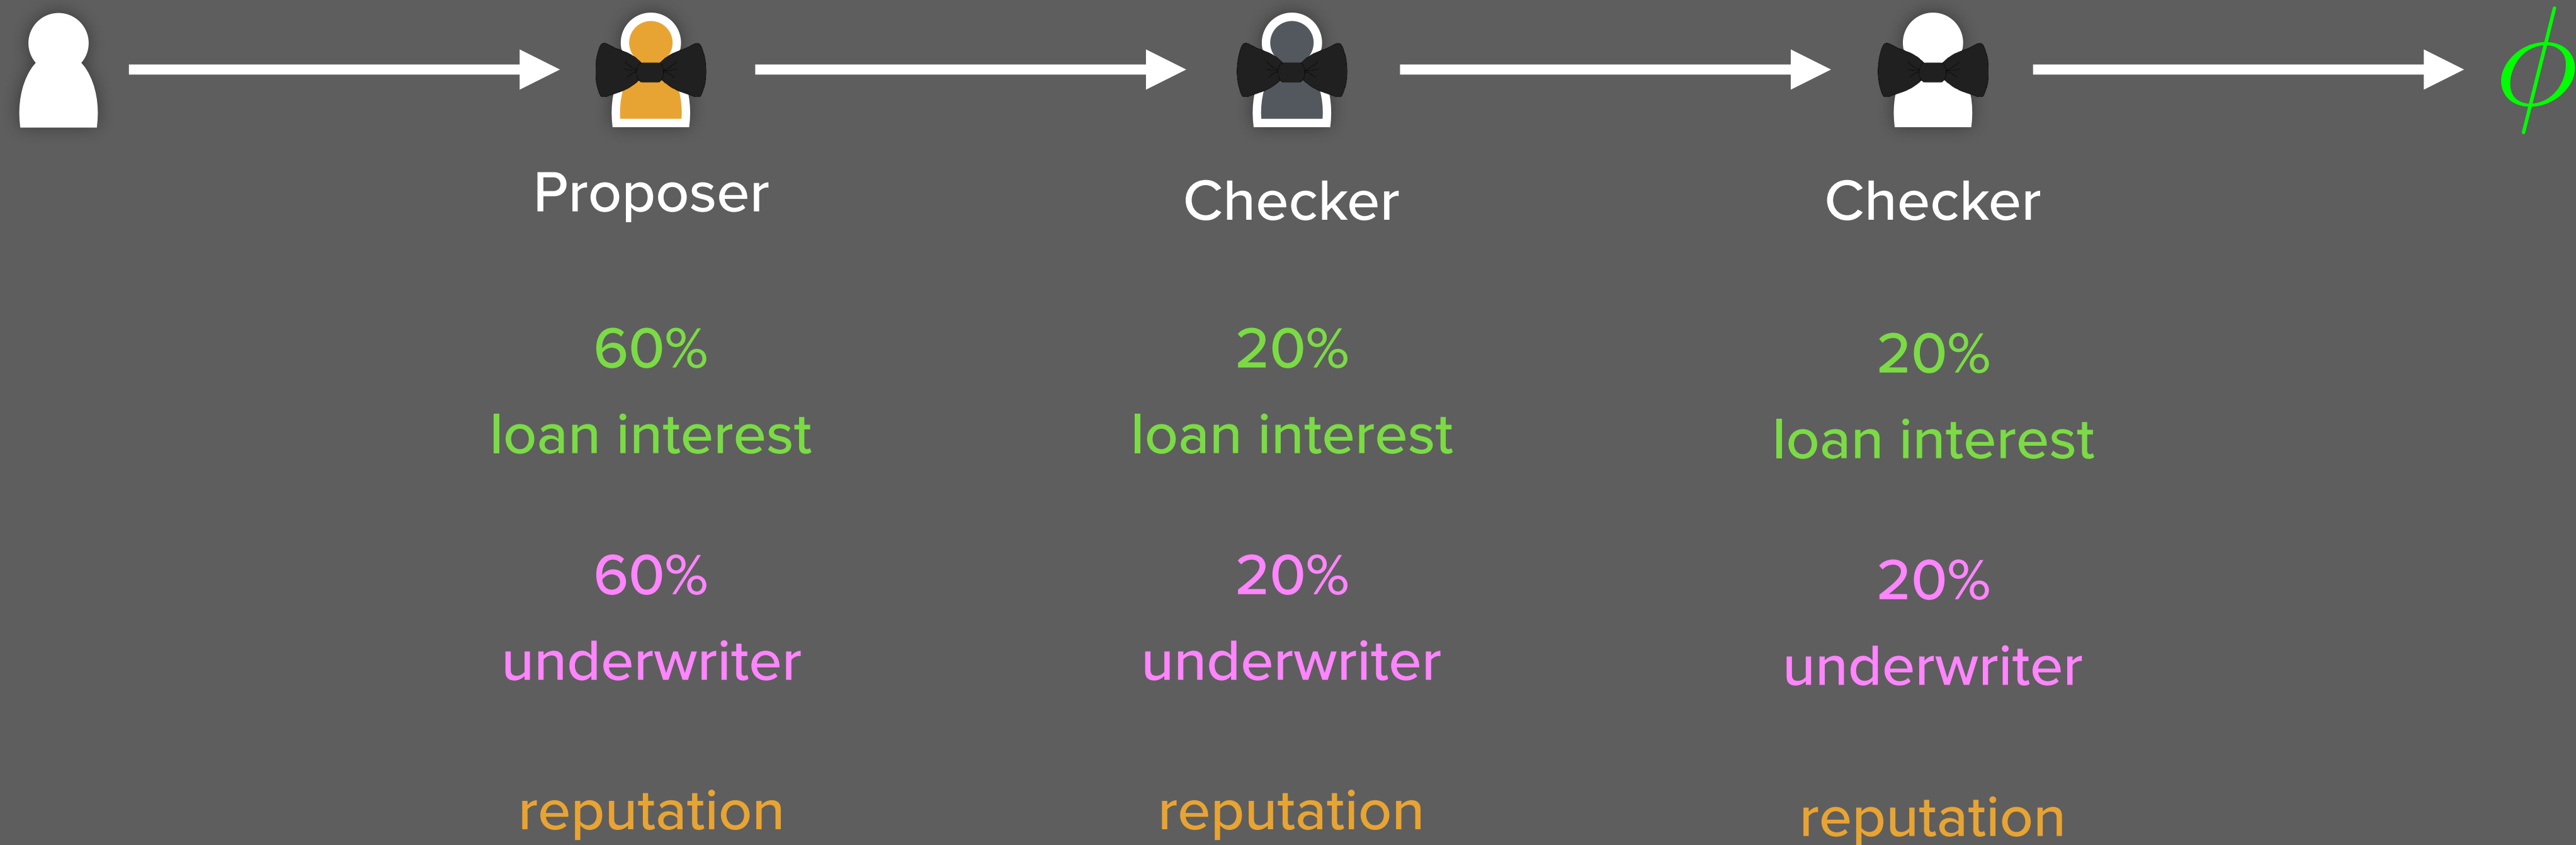 ϕ
Proposer
Checker
Checker
60%
20%
20%
loan interest
loan interest
loan interest
60%
20%
20%
underwriter
underwriter
underwriter
reputation
reputation
reputation